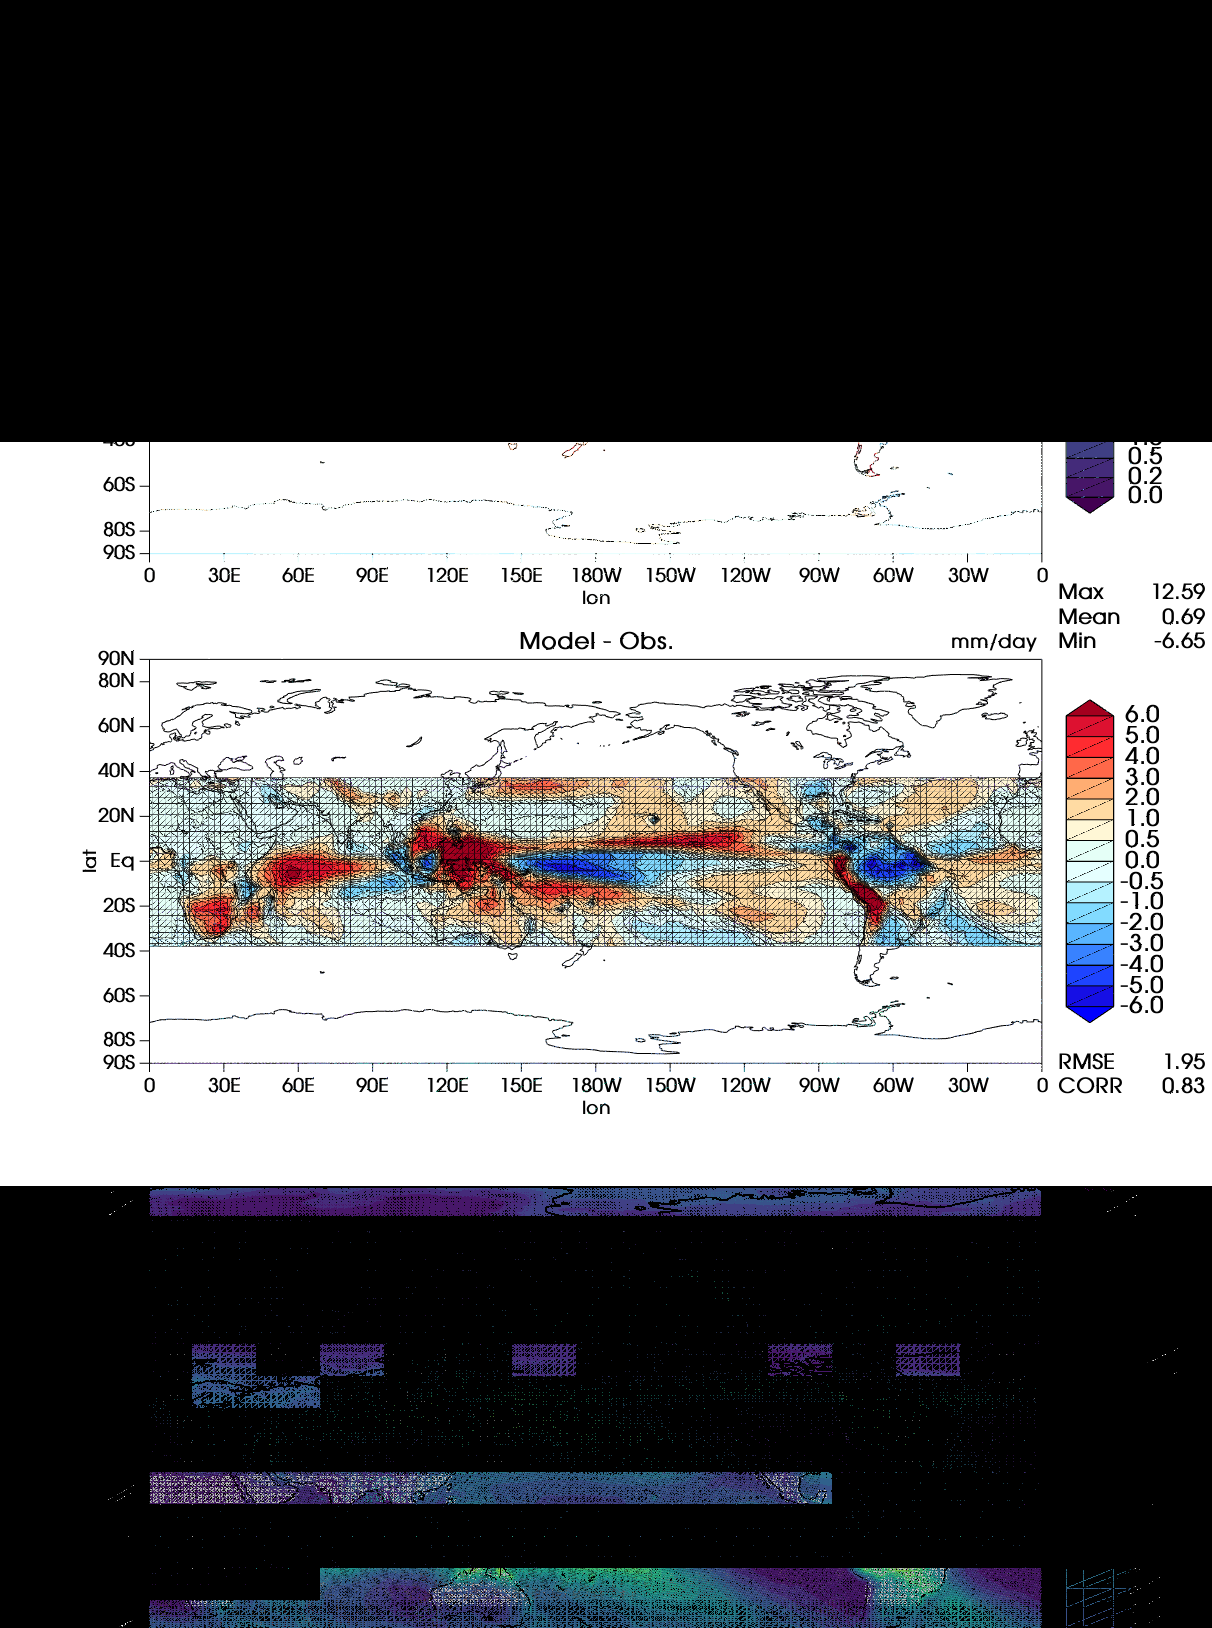 0.5
60S
0.2
0.0
80S
90S
0 30E 60E 90E 120E 150E 180W 150W 120W 90W 60W 30W 0
lon
Max 12.59
Mean 0.69
Min -6.65
Model - Obs. mm/day
90N
80N
60N
40N
20N
Eq
20S
40S
60S
80S
90S
lat
0 30E 60E 90E 120E 150E 180W 150W 120W 90W 60W 30W 0
lon
6.0
5.0
4.0
3.0
2.0
1.0
0.5
0.0
-0.5
-1.0
-2.0
-3.0
-4.0
-5.0
-6.0
RMSE 1.95
CORR 0.83